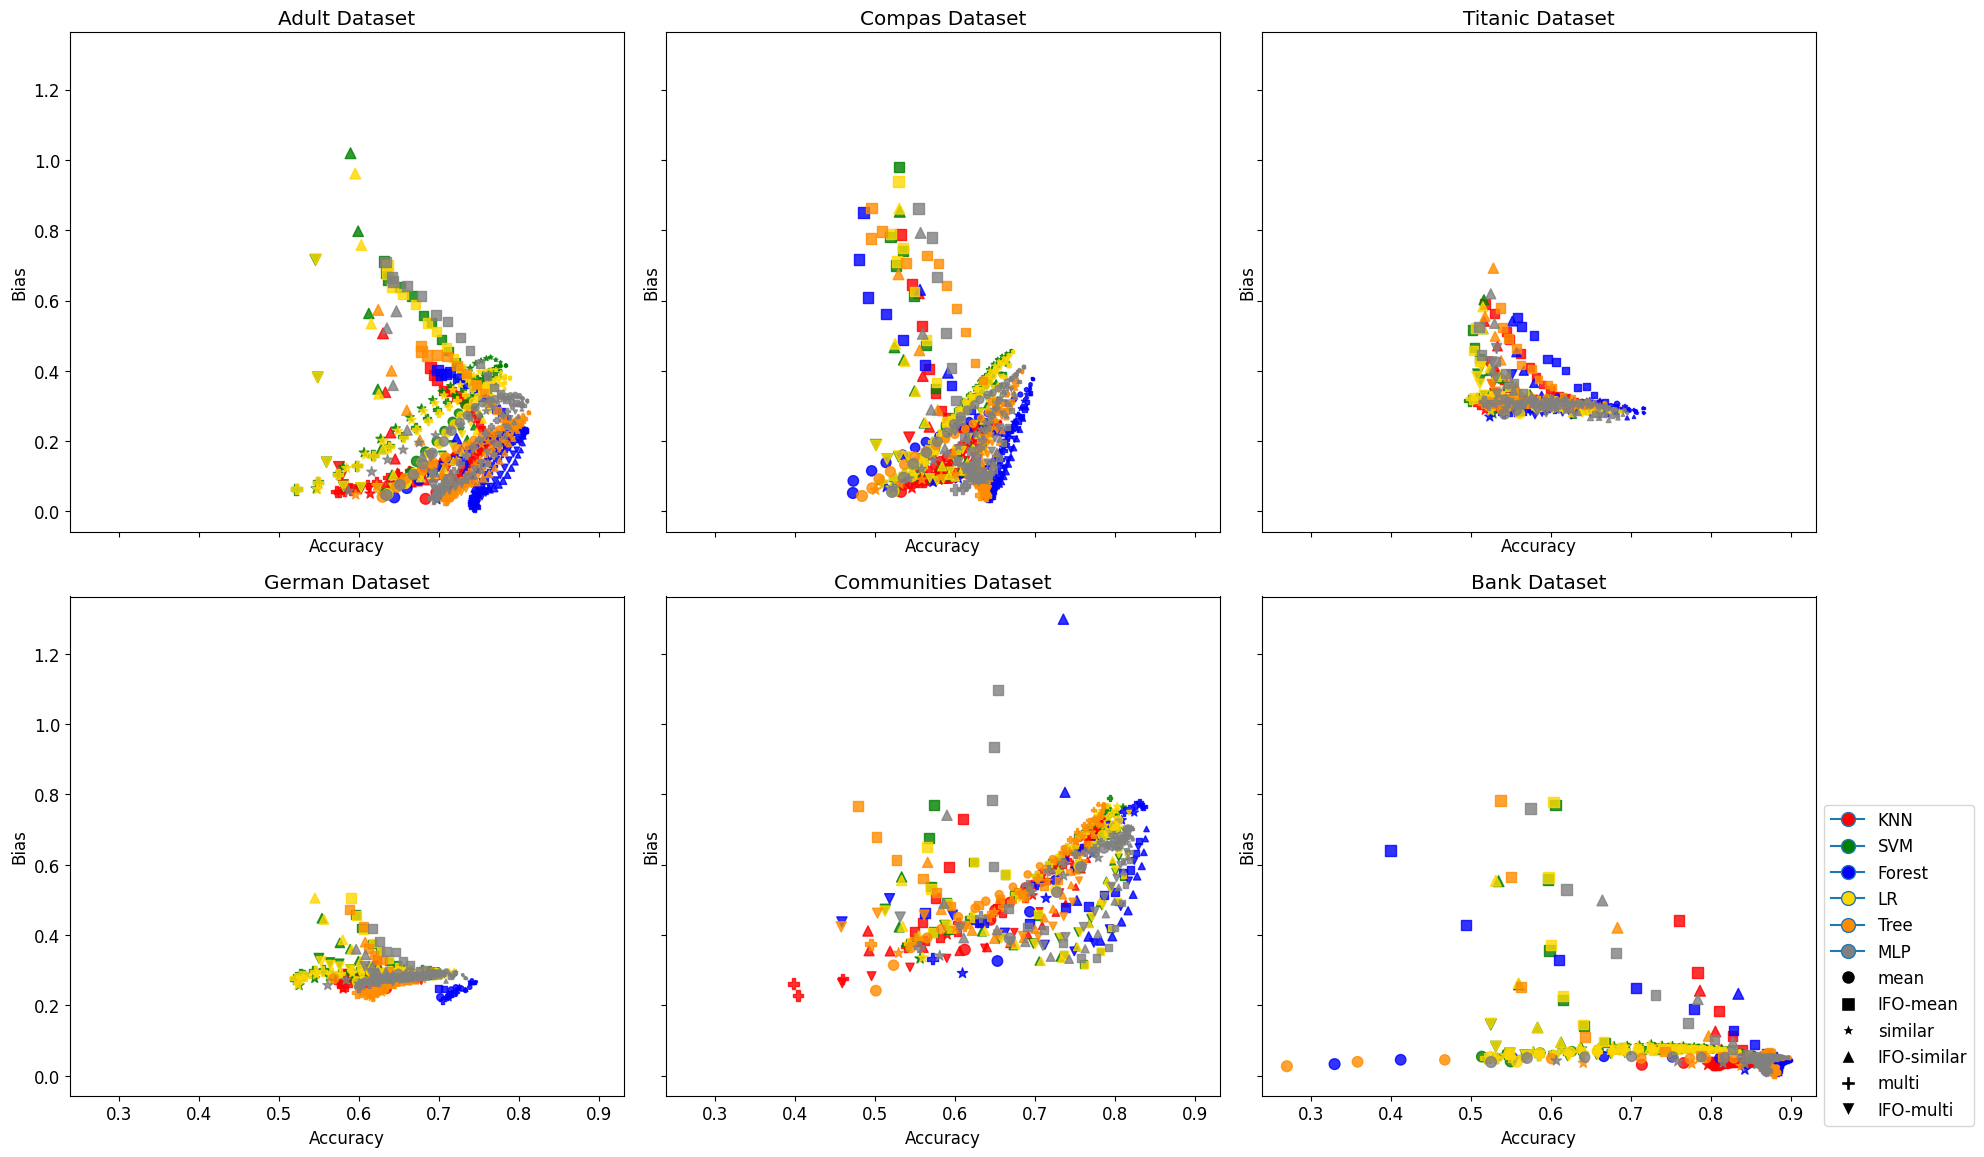 Adult Dataset
Compas Dataset
Titanic Dataset
1.2
1.0
0.8
0.6
0.4
0.2
0.0
Bias
Bias
Bias
Accuracy
Accuracy
Accuracy
German Dataset
Communities Dataset
Bank Dataset
1.2
1.0
0.8
0.6
0.4
0.2
0.0
Bias
Bias
Bias
0.3 0.4 0.5 0.6 0.7 0.8 0.9
0.3 0.4 0.5 0.6 0.7 0.8 0.9
0.3 0.4 0.5 0.6 0.7 0.8 0.9
Accuracy
Accuracy
Accuracy
KNN
SVM
Forest
LR
Tree
MLP
mean
IFO-mean
similar
IFO-similar
multi
IFO-multi